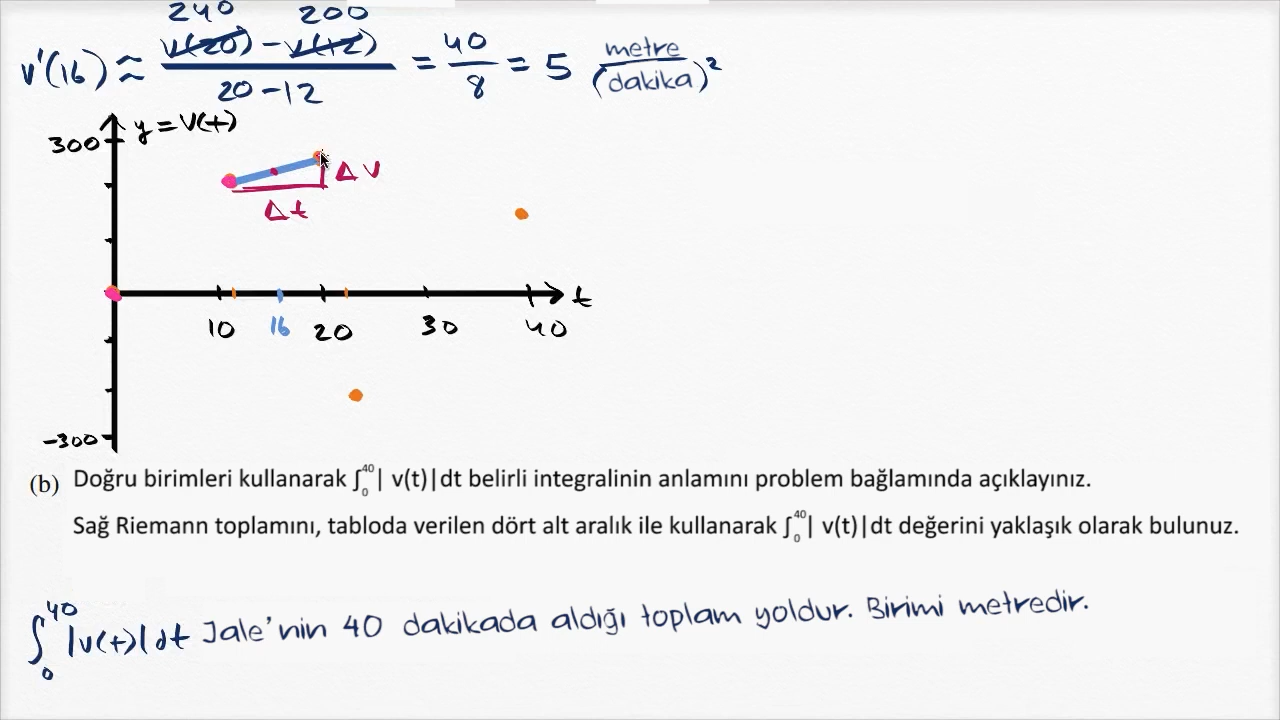 240 200
v'(16) ≈ v(20) - v(12) / 20 - 12 = 40/8 = 5 metre/(dakika)²
y = v(t)
300
Δv
Δt
t
10 16 20 30 40
-300
(b) Doğru birimleri kullanarak ∫₀⁴⁰| v(t)|dt belirli integralinin anlamını problem bağlamında açıklayınız.
Sağ Riemann toplamını, tabloda verilen dört alt aralık ile kullanarak ∫₀⁴⁰| v(t)|dt değerini yaklaşık olarak bulunuz.
∫₀⁴⁰ |v(t)|dt Jale'nin 40 dakikada aldığı toplam yoldur. Birimi metredir.